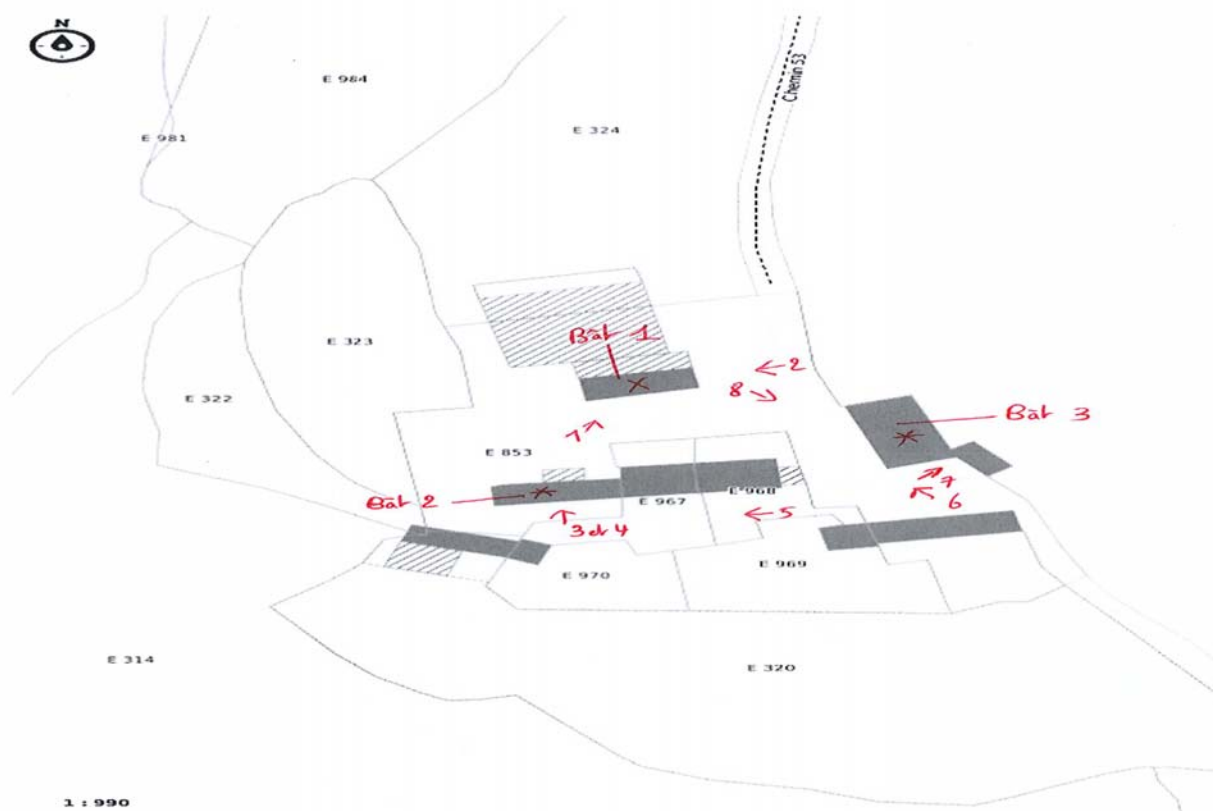 N
E 984
Chemin 53
E 981
E 324
Bât 1
E 323
← 2
8
E 322
Bât 3
1
E 853
7
Bât 2
E 967
E 968
6
← 5
3 et 4
E 970
E 969
E 314
E 320
1 : 990